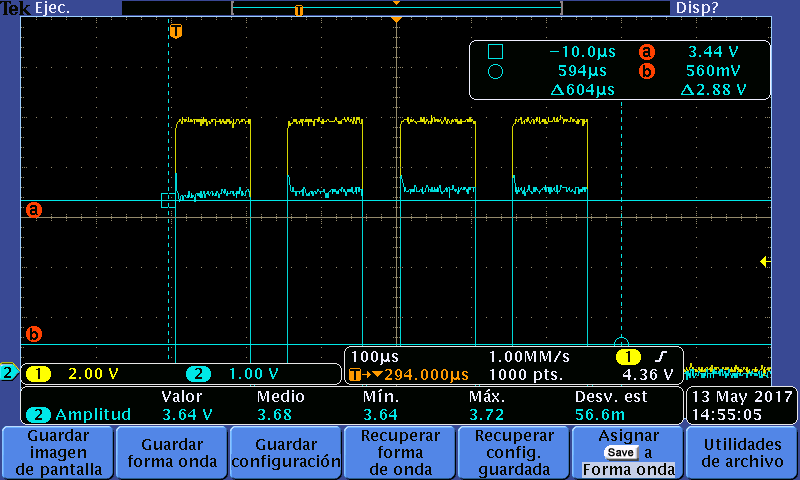 Tek Ejec. T Disp?
T
-10.0µs a 3.44 V
594µs b 560mV
Δ604µs Δ2.88 V
a
b
2
1 2.00 V 2 1.00 V
100µs 1.00MM/s 1
T→▼294.000µs 1000 pts. 4.36 V
Valor Medio Mín. Máx. Desv. est
2 Amplitud 3.64 V 3.68 3.64 3.72 56.6m
13 May 2017
14:55:05
Guardar
imagen
de pantalla
Guardar
forma onda
Guardar
configuración
Recuperar
forma
de onda
Recuperar
config.
guardada
Asignar
Save a
Forma onda
Utilidades
de archivo